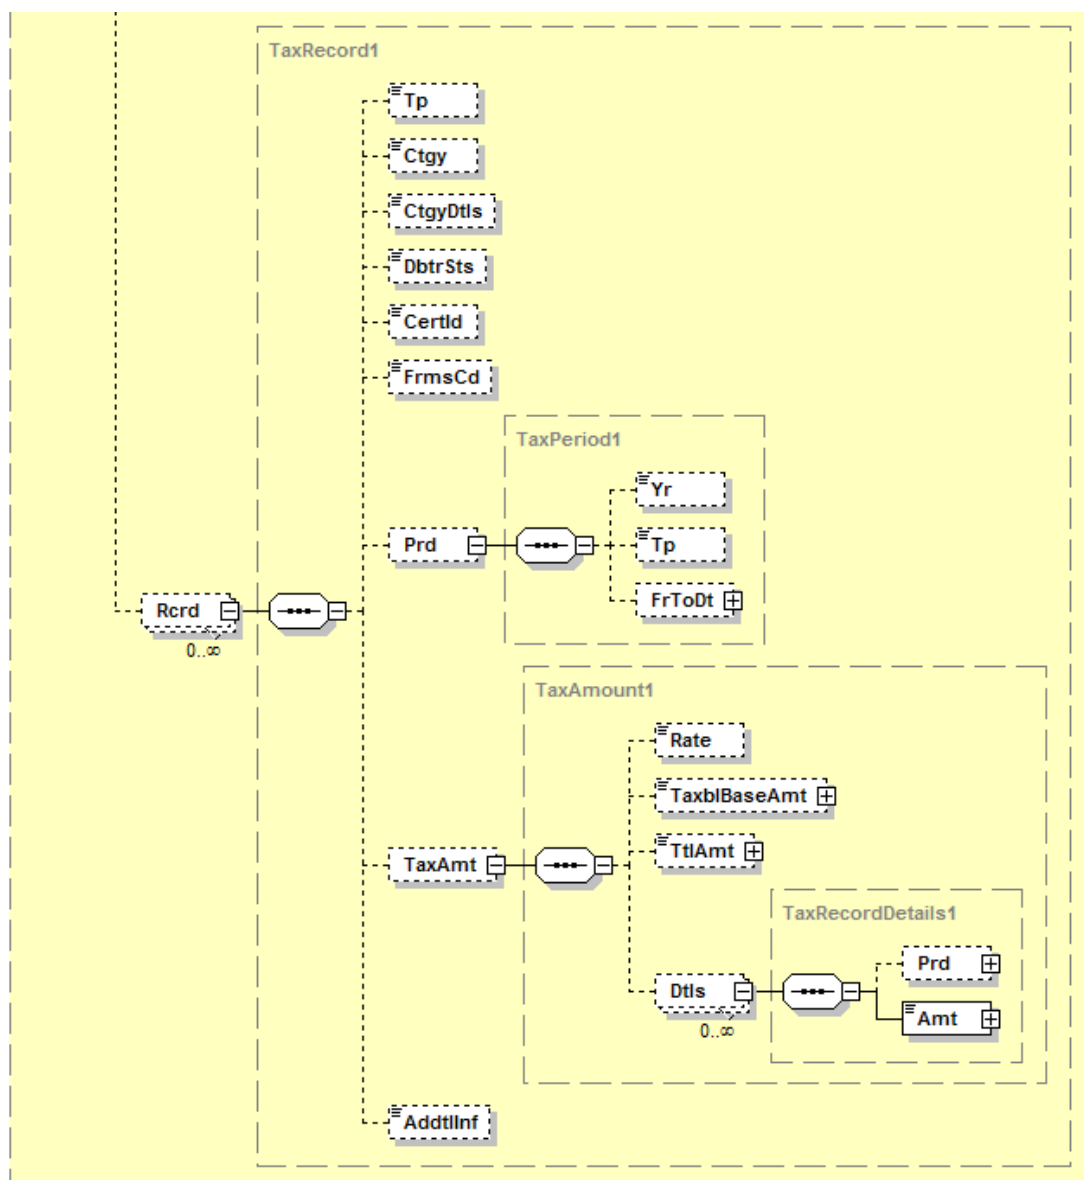 TaxRecord1
Tp
Ctgy
CtgyDtls
DbtrSts
CertId
FrmsCd
TaxPeriod1
Yr
Prd
Tp
FrToDt
Rcrd
0..∞
TaxAmount1
Rate
TaxblBaseAmt
TtlAmt
TaxAmt
TaxRecordDetails1
Prd
Dtls
Amt
0..∞
AddtlInf